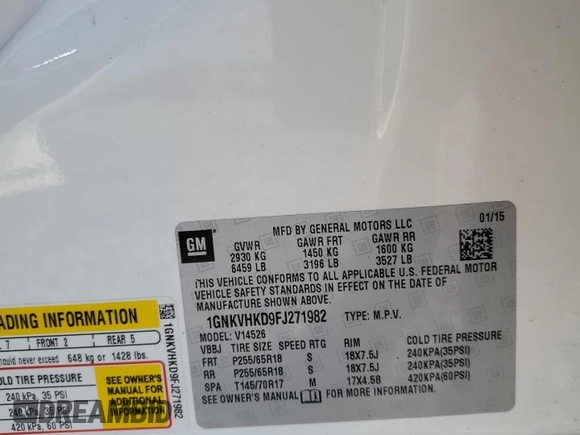 GM
MFD BY GENERAL MOTORS LLC
01/15
GVWR GAWR FRT GAWR RR
2930 KG 1450 KG 1600 KG
6459 LB 3196 LB 3527 LB
THIS VEHICLE CONFORMS TO ALL APPLICABLE U.S. FEDERAL MOTOR
VEHICLE SAFETY STANDARDS IN EFFECT ON THE DATE OF
MANUFACTURE SHOWN ABOVE.
1GNKVHKD9FJ271982 TYPE: M.P.V.
MODEL: V14526
VBBJ TIRE SIZE SPEED RTG RIM COLD TIRE PRESSURE
FRT P255/65R18 S 18X7.5J 240KPA(35PSI)
RR P255/65R18 S 18X7.5J 240KPA(35PSI)
SPA T145/70R17 M 17X4.5B 420KPA(60PSI)
SEE OWNER'S MANUAL FOR MORE INFORMATION.
ADING INFORMATION
7 FRONT 2 REAR 5
hould never exceed 648 kg or 1428 lbs.
COLD TIRE PRESSURE
240 kPa, 35 PSI
240 kPa, 35 PSI
420 kPa, 60 PSI
SEE OWNER'S
MANUAL FOR
ADDITIONAL
INFORMATION
1GNKVHKD9FJ271982
DREAMBID